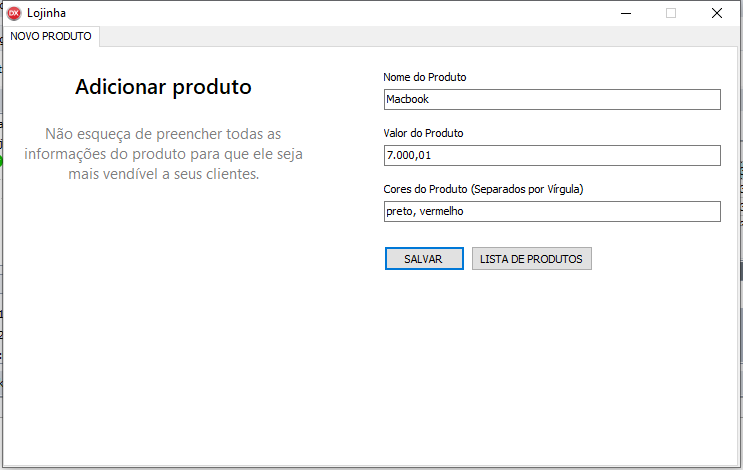 Lojinha
NOVO PRODUTO
Adicionar produto
Não esqueça de preencher todas as
informações do produto para que ele seja
mais vendível a seus clientes.
Nome do Produto
Macbook
Valor do Produto
7.000,01
Cores do Produto (Separados por Vírgula)
preto, vermelho
SALVAR
LISTA DE PRODUTOS